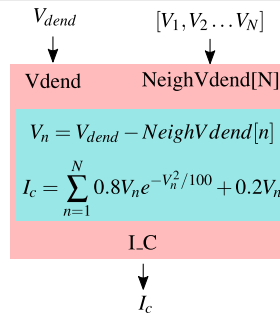 V_dend [V_1, V_2 … V_N]
Vdend NeighVdend[N]
V_n = V_dend − NeighVdend[n]
I_c = ∑_{n=1}^{N} 0.8V_n e^{−V_n^2/100} + 0.2V_n
I_C
I_c